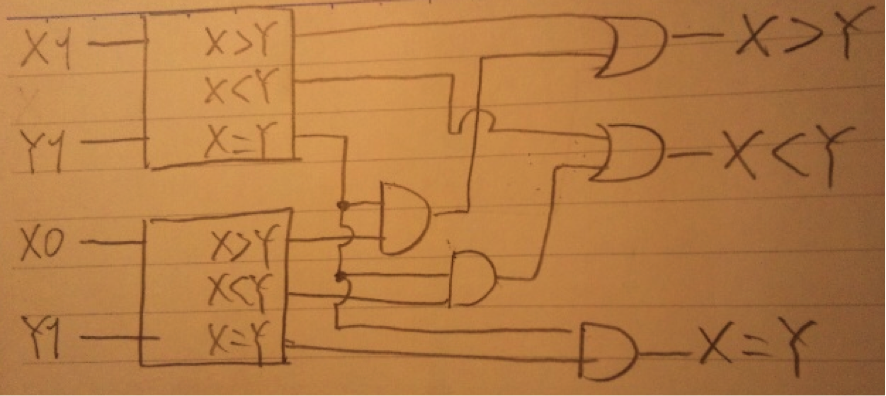 X1 X>Y X>Y
X<Y
Y1 X=Y X<Y
X0 X>Y
X<Y
Y1 X=Y X=Y